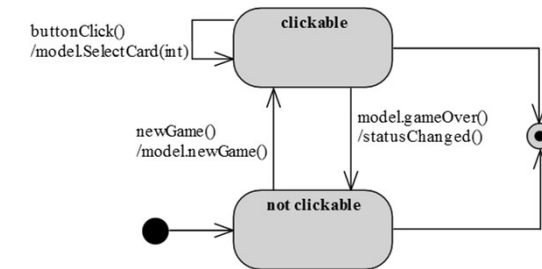 clickable
buttonClick()
/model.SelectCard(int)
model.gameOver()
/statusChanged()
newGame()
/model.newGame()
not clickable